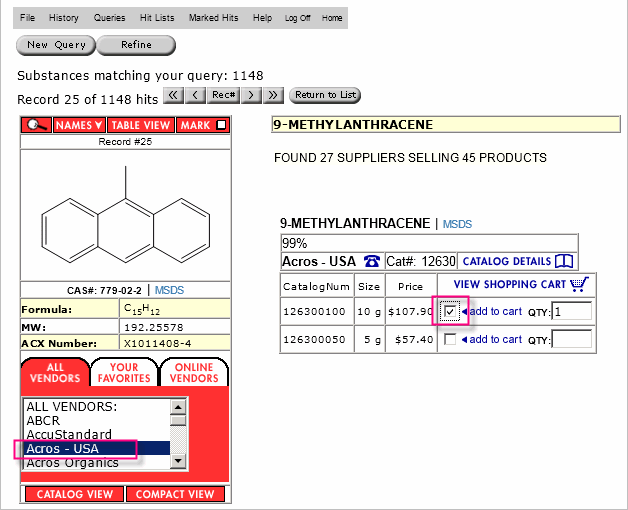 File History Queries Hit Lists Marked Hits Help Log Off Home
New Query Refine
Substances matching your query: 1148
Record 25 of 1148 hits « < Rec# > » Return to List
NAMES TABLE VIEW MARK
Record #25
CAS#: 779-02-2 | MSDS
Formula: C15H12
MW: 192.25578
ACX Number: X1011408-4
ALL VENDORS YOUR FAVORITES ONLINE VENDORS
ALL VENDORS:
ABCR
AccuStandard
Acros - USA
Acros Organics
CATALOG VIEW COMPACT VIEW
9-METHYLANTHRACENE
FOUND 27 SUPPLIERS SELLING 45 PRODUCTS
9-METHYLANTHRACENE | MSDS
99%
Acros - USA Cat#: 12630 CATALOG DETAILS
CatalogNum Size Price VIEW SHOPPING CART
126300100 10 g $107.90 add to cart QTY: 1
126300050 5 g $57.40 add to cart QTY: